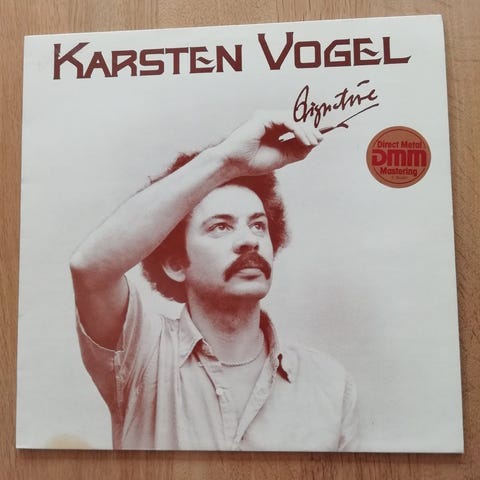 KARSTEN VOGEL
Signature
Direct Metal
DMM
Mastering